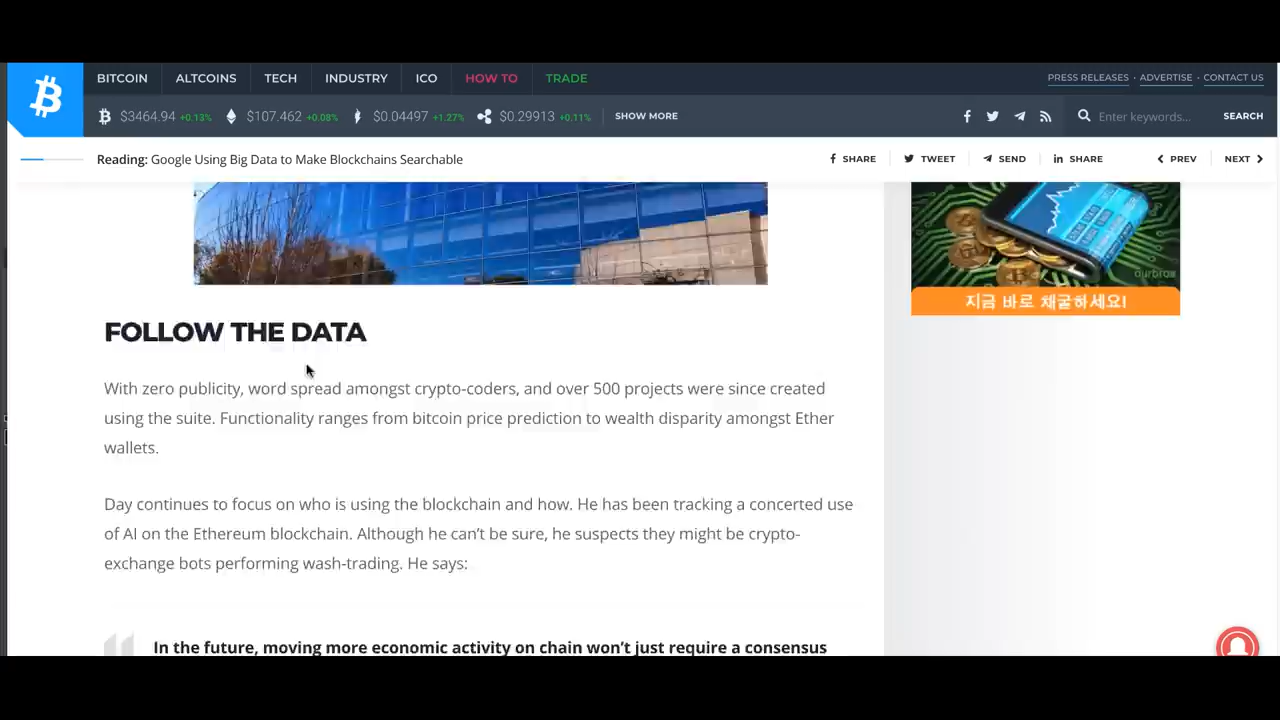 BITCOIN ALTCOINS TECH INDUSTRY ICO HOW TO TRADE PRESS RELEASES · ADVERTISE · CONTACT US
$3464.94 +0.13% $107.462 +0.08% $0.04497 +1.27% $0.29913 +0.11% SHOW MORE Enter keywords... SEARCH
Reading: Google Using Big Data to Make Blockchains Searchable SHARE TWEET SEND SHARE PREV NEXT
지금 바로 채굴하세요!
FOLLOW THE DATA
With zero publicity, word spread amongst crypto-coders, and over 500 projects were since created
using the suite. Functionality ranges from bitcoin price prediction to wealth disparity amongst Ether
wallets.
Day continues to focus on who is using the blockchain and how. He has been tracking a concerted use
of AI on the Ethereum blockchain. Although he can’t be sure, he suspects they might be crypto-
exchange bots performing wash-trading. He says:
In the future, moving more economic activity on chain won’t just require a consensus